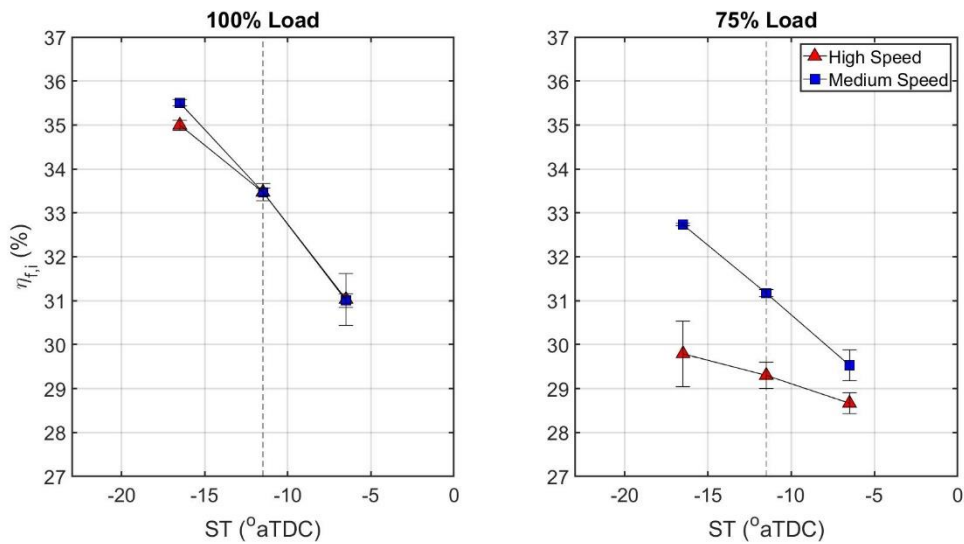 100% Load
37
36
35
34
33
32
31
30
29
28
27
η_{f,i} (%)
-20 -15 -10 -5 0
ST (°aTDC)
75% Load
High Speed
Medium Speed
37
36
35
34
33
32
31
30
29
28
27
-20 -15 -10 -5 0
ST (°aTDC)